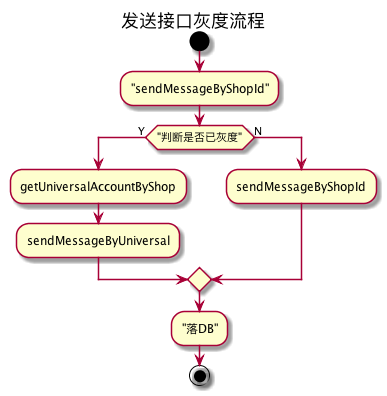 发送接口灰度流程
"sendMessageByShopId"
Y
"判断是否已灰度"
N
getUniversalAccountByShop
sendMessageByShopId
sendMessageByUniversal
"落DB"